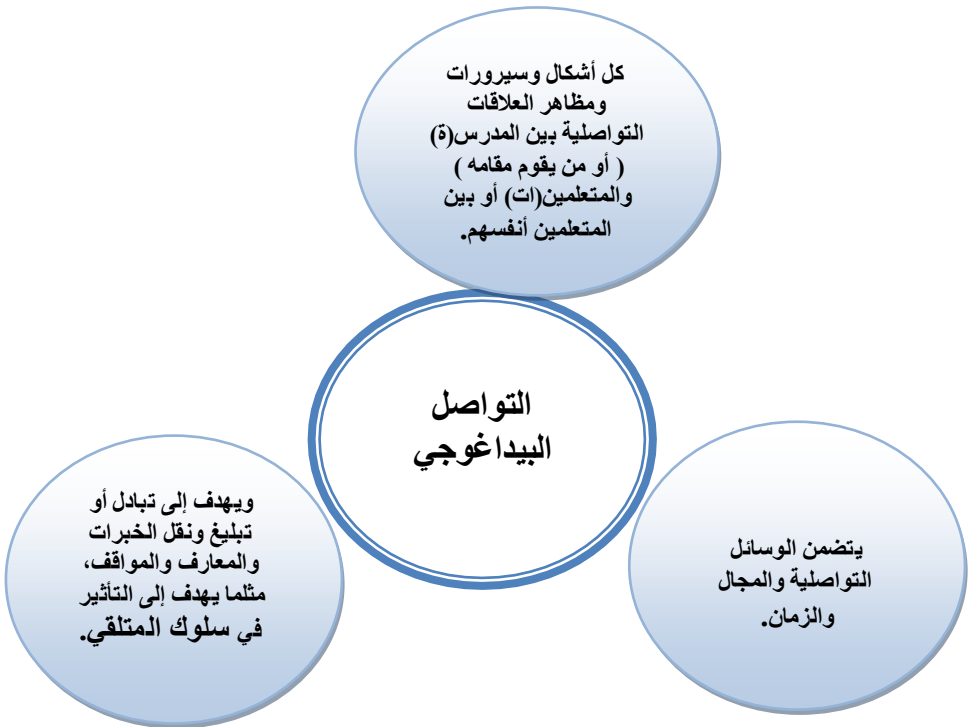 كل أشكال وسيرورات
ومظاهر العلاقات
التواصلية بين المدرس(ة)
( أو من يقوم مقامه )
والمتعلمين(ات) أو بين
المتعلمين أنفسهم.
التواصل
البيداغوجي
يتضمن الوسائل
التواصلية والمجال
والزمان.
ويهدف إلى تبادل أو
تبليغ ونقل الخبرات
والمعارف والمواقف،
مثلما يهدف إلى التأثير
في سلوك المتلقي.